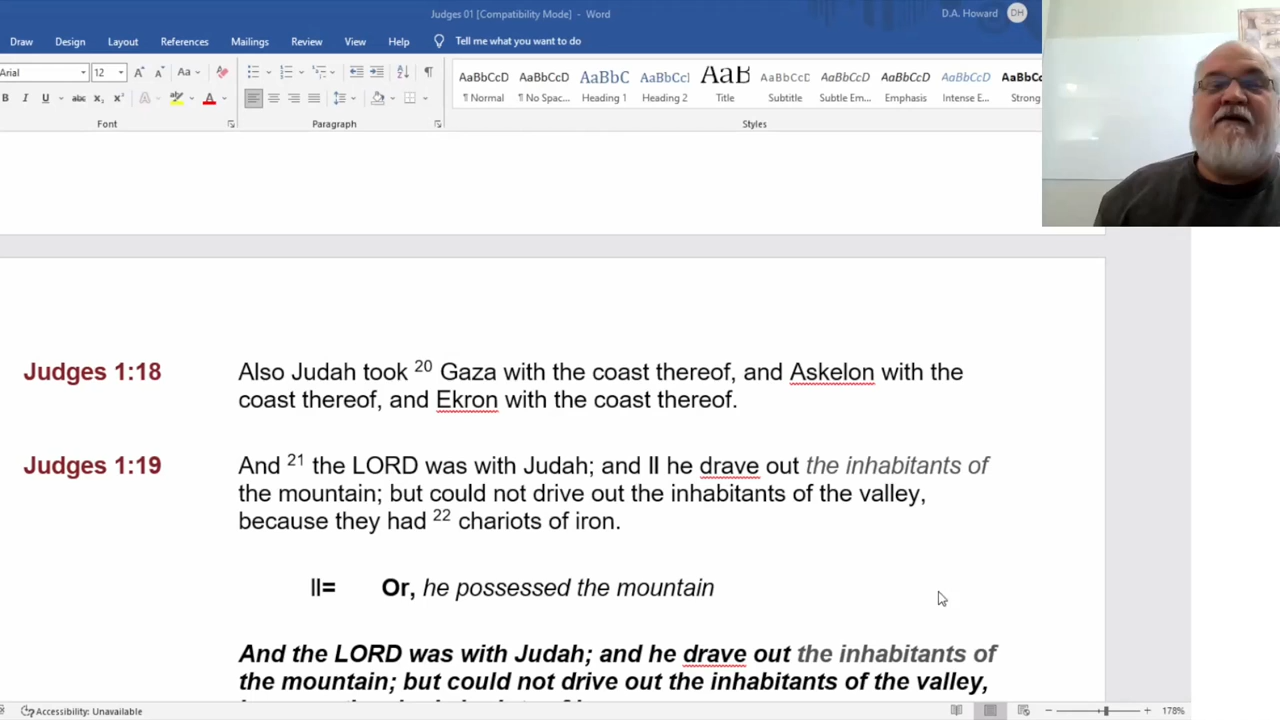 Judges 01 [Compatibility Mode] - Word
D.A. Howard DH
Draw Design Layout References Mailings Review View Help Tell me what you want to do
Arial 12 Aa
AaBbCcD AaBbCcD AaBbC AaBbCcI AaB AaBbCcD AaBbCcD AaBbCcD AaBbCcD AaBbCc
I U abc x₂ x² A A
¶ Normal ¶ No Spac... Heading 1 Heading 2 Title Subtitle Subtle Em... Emphasis Intense E... Strong
Font Paragraph Styles
Judges 1:18 Also Judah took 20 Gaza with the coast thereof, and Askelon with the
coast thereof, and Ekron with the coast thereof.
Judges 1:19 And 21 the LORD was with Judah; and ǁ he drave out the inhabitants of
the mountain; but could not drive out the inhabitants of the valley,
because they had 22 chariots of iron.
ǁ= Or, he possessed the mountain
And the LORD was with Judah; and he drave out the inhabitants of
the mountain; but could not drive out the inhabitants of the valley,
Accessibility: Unavailable 178%